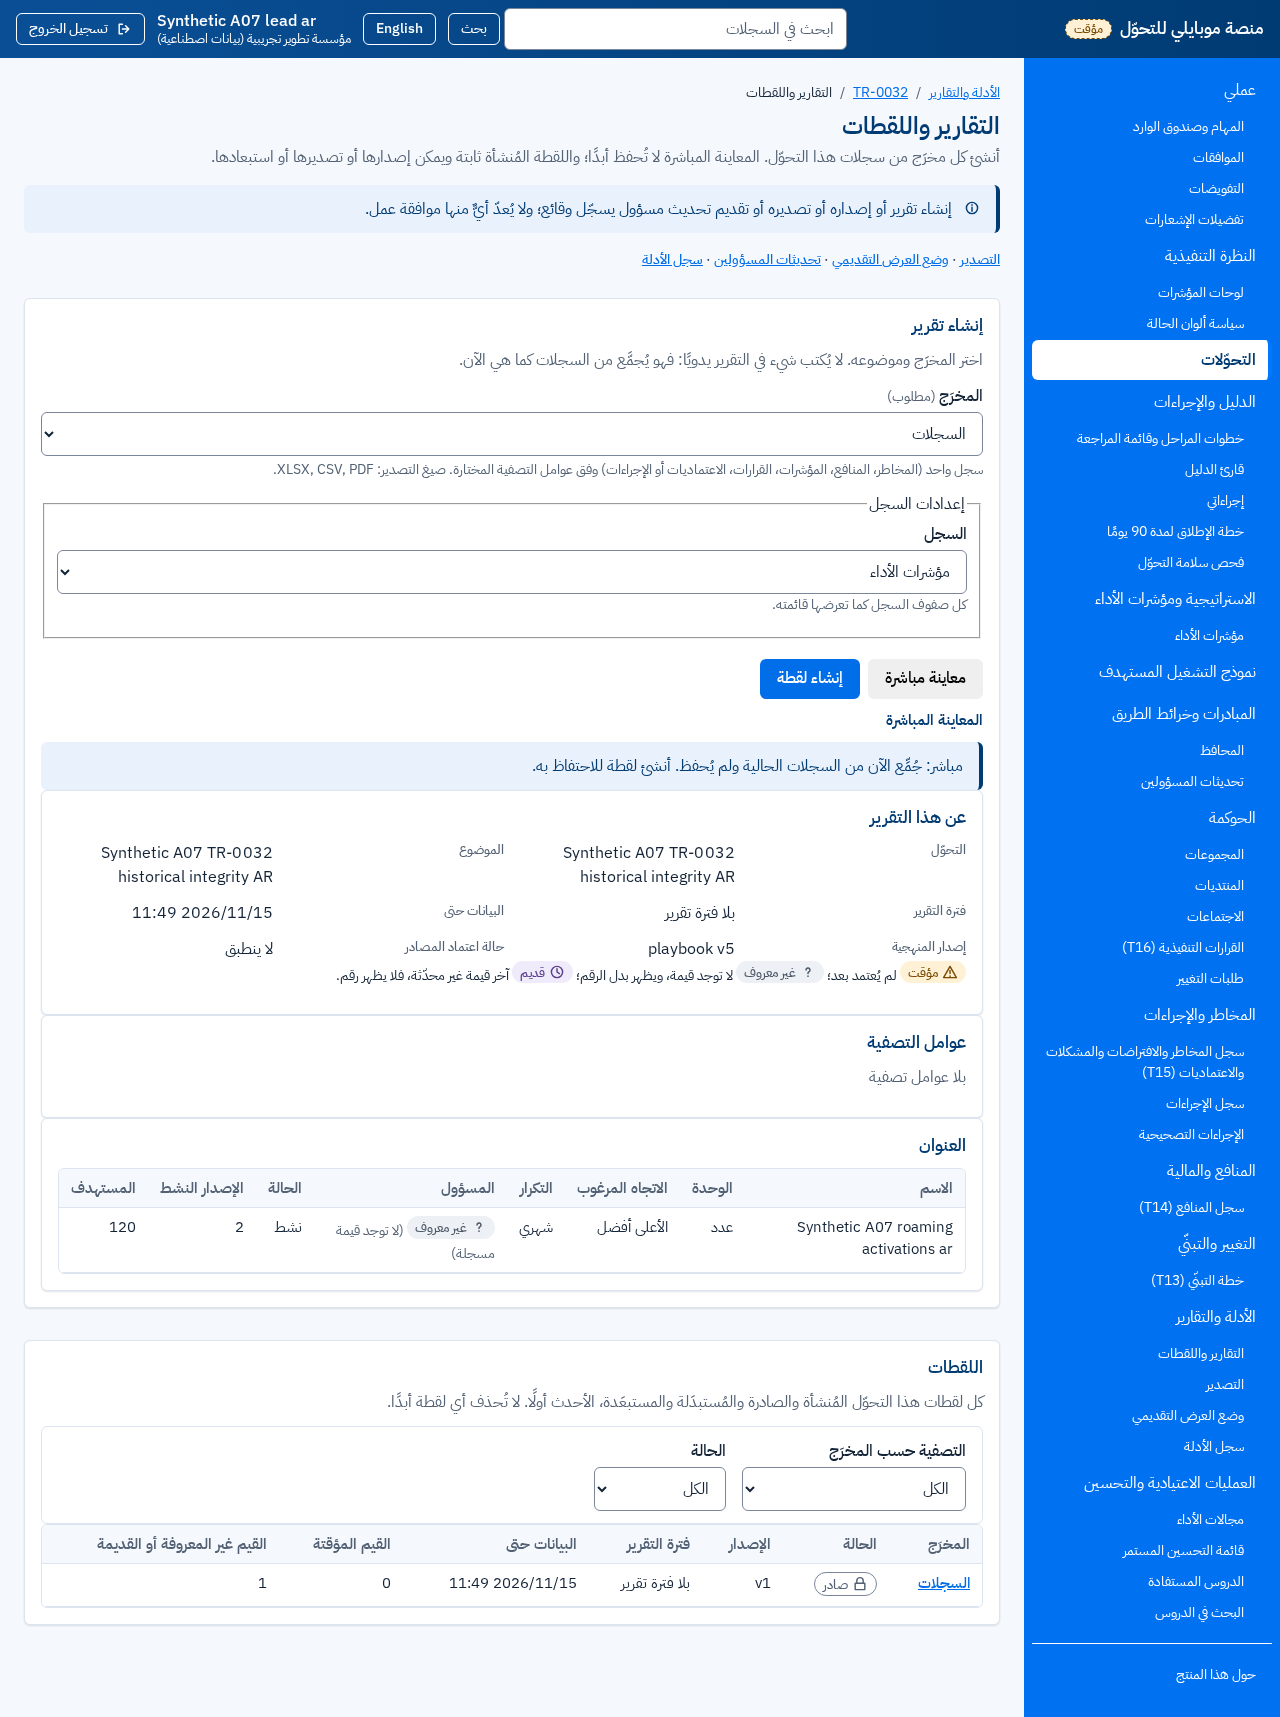 منصة موبايلي للتحوّل مؤقت
ابحث في السجلات
بحث
English
Synthetic A07 lead ar
مؤسسة تطوير تجريبية (بيانات اصطناعية)
تسجيل الخروج
عملي
المهام وصندوق الوارد
الموافقات
التفويضات
تفضيلات الإشعارات
النظرة التنفيذية
لوحات المؤشرات
سياسة ألوان الحالة
التحوّلات
الدليل والإجراءات
خطوات المراحل وقائمة المراجعة
قارئ الدليل
إجراءاتي
خطة الإطلاق لمدة 90 يومًا
فحص سلامة التحوّل
الاستراتيجية ومؤشرات الأداء
مؤشرات الأداء
نموذج التشغيل المستهدف
المبادرات وخرائط الطريق
المحافظ
تحديثات المسؤولين
الحوكمة
المجموعات
المنتديات
الاجتماعات
القرارات التنفيذية (T16)
طلبات التغيير
المخاطر والإجراءات
سجل المخاطر والافتراضات والمشكلات
والاعتماديات (T15)
سجل الإجراءات
الإجراءات التصحيحية
المنافع والمالية
سجل المنافع (T14)
التغيير والتبنّي
خطة التبنّي (T13)
الأدلة والتقارير
التقارير واللقطات
التصدير
وضع العرض التقديمي
سجل الأدلة
العمليات الاعتيادية والتحسين
مجالات الأداء
قائمة التحسين المستمر
الدروس المستفادة
البحث في الدروس
حول هذا المنتج
الأدلة والتقارير / TR-0032 / التقارير واللقطات
التقارير واللقطات
أنشئ كل مخرَج من سجلات هذا التحوّل. المعاينة المباشرة لا تُحفظ أبدًا؛ واللقطة المُنشأة ثابتة ويمكن إصدارها أو تصديرها أو استبعادها.
إنشاء تقرير أو إصداره أو تصديره أو تقديم تحديث مسؤول يسجّل وقائع؛ ولا يُعدّ أيٌّ منها موافقة عمل.
التصدير · وضع العرض التقديمي · تحديثات المسؤولين · سجل الأدلة
إنشاء تقرير
اختر المخرَج وموضوعه. لا يُكتب شيء في التقرير يدويًا: فهو يُجمَّع من السجلات كما هي الآن.
المخرَج (مطلوب)
السجلات
سجل واحد (المخاطر، المنافع، المؤشرات، القرارات، الاعتماديات أو الإجراءات) وفق عوامل التصفية المختارة. صيغ التصدير: XLSX, CSV, PDF.
إعدادات السجل
السجل
مؤشرات الأداء
كل صفوف السجل كما تعرضها قائمته.
معاينة مباشرة
إنشاء لقطة
المعاينة المباشرة
مباشر: جُمِّع الآن من السجلات الحالية ولم يُحفظ. أنشئ لقطة للاحتفاظ به.
عن هذا التقرير
التحوّل
Synthetic A07 TR-0032
historical integrity AR
الموضوع
Synthetic A07 TR-0032
historical integrity AR
فترة التقرير
بلا فترة تقرير
البيانات حتى
2026/11/15 11:49
إصدار المنهجية
playbook v5
حالة اعتماد المصادر
لا ينطبق
مؤقت لم يُعتمد بعد؛ ? غير معروف لا توجد قيمة، ويظهر بدل الرقم؛ قديم آخر قيمة غير محدّثة، فلا يظهر رقم.
عوامل التصفية
بلا عوامل تصفية
العنوان
الاسم الوحدة الاتجاه المرغوب التكرار المسؤول الحالة الإصدار النشط المستهدف
Synthetic A07 roaming
activations ar
عدد الأعلى أفضل شهري ? غير معروف (لا توجد قيمة
مسجلة)
نشط 2 120
اللقطات
كل لقطات هذا التحوّل المُنشأة والصادرة والمُستبدَلة والمستبعَدة، الأحدث أولًا. لا تُحذف أي لقطة أبدًا.
التصفية حسب المخرَج
الكل
الحالة
الكل
المخرَج الحالة الإصدار فترة التقرير البيانات حتى القيم المؤقتة القيم غير المعروفة أو القديمة
السجلات صادر v1 بلا فترة تقرير 2026/11/15 11:49 0 1